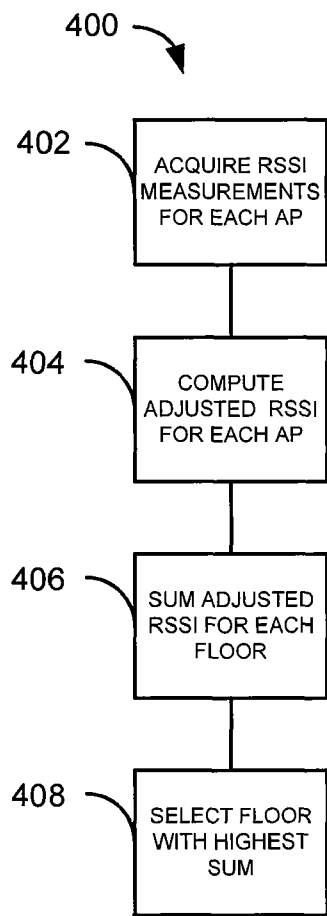 400
402
ACQUIRE RSSI
MEASUREMENTS
FOR EACH AP
404
COMPUTE
ADJUSTED RSSI
FOR EACH AP
406
SUM ADJUSTED
RSSI FOR EACH
FLOOR
408
SELECT FLOOR
WITH HIGHEST
SUM